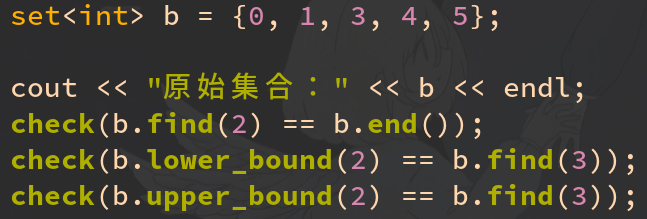 set<int> b = {0, 1, 3, 4, 5};
cout << "原始集合：" << b << endl;
check(b.find(2) == b.end());
check(b.lower_bound(2) == b.find(3));
check(b.upper_bound(2) == b.find(3));